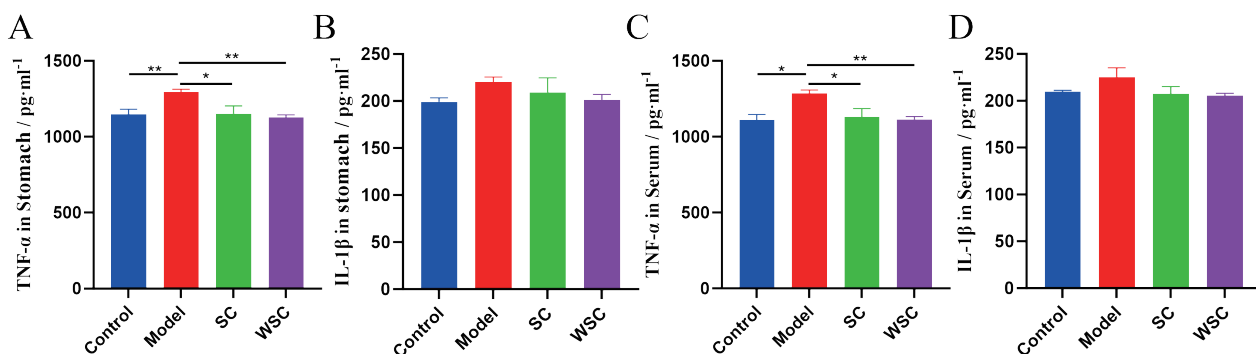 A
TNF-α in Stomach / pg·ml⁻¹
1500
1000
500
0
** * **
Control Model SC WSC
B
IL-1β in stomach / pg·ml⁻¹
250
200
150
100
50
0
Control Model SC WSC
C
TNF-α in Serum / pg·ml⁻¹
1500
1000
500
0
* * **
Control Model SC WSC
D
IL-1β in Serum / pg·ml⁻¹
250
200
150
100
50
0
Control Model SC WSC